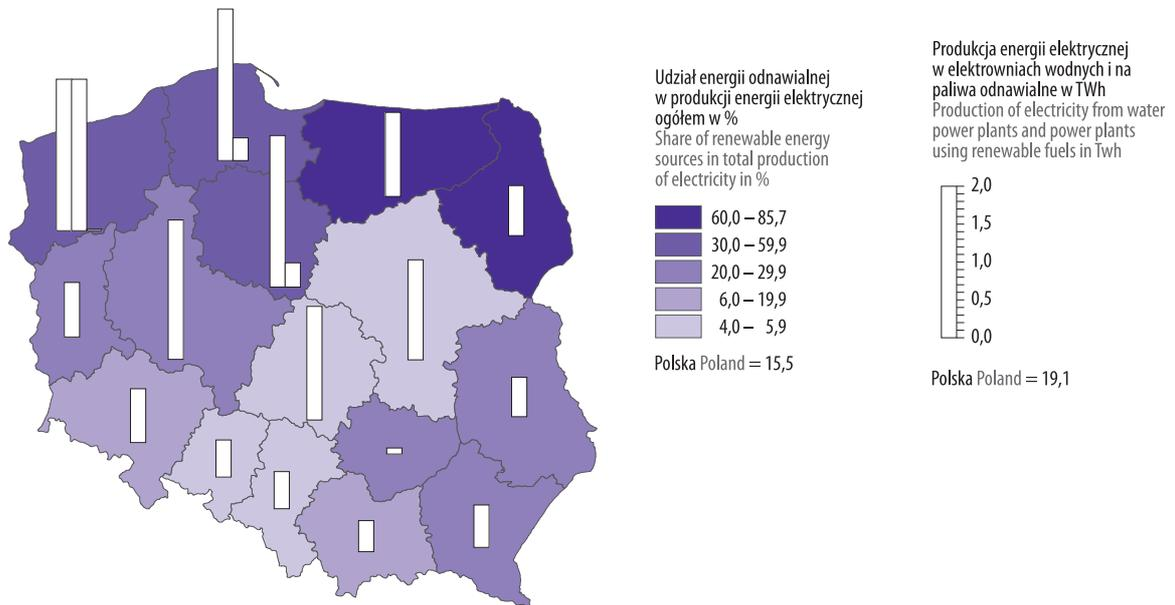 Udział energii odnawialnej
w produkcji energii elektrycznej
ogółem w %
Share of renewable energy
sources in total production
of electricity in %
60,0 – 85,7
30,0 – 59,9
20,0 – 29,9
6,0 – 19,9
4,0 – 5,9
Polska Poland = 15,5
Produkcja energii elektrycznej
w elektrowniach wodnych i na
paliwa odnawialne w TWh
Production of electricity from water
power plants and power plants
using renewable fuels in Twh
2,0
1,5
1,0
0,5
0,0
Polska Poland = 19,1